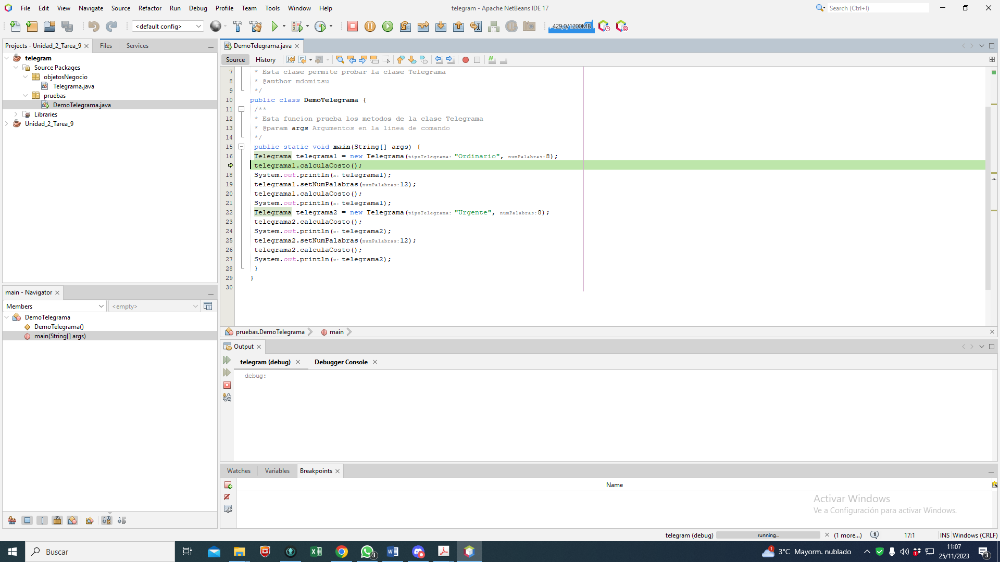 File Edit View Navigate Source Refactor Run Debug Profile Team Tools Window Help
telegram - Apache NetBeans IDE 17
Search (Ctrl+I)
<default config>
429,0/1200MB
Projects - Unidad_2_Tarea_9
Files
Services
telegram
Source Packages
objetosNegocio
Telegrama.java
pruebas
DemoTelegrama.java
Libraries
Unidad_2_Tarea_9
main - Navigator
Members
<empty>
DemoTelegrama
DemoTelegrama()
main(String[] args)
DemoTelegrama.java
Source
History
7 * Esta clase permite probar la clase Telegrama
8 * @author mdomitsu
9 */
10 public class DemoTelegrama {
11 /**
12 * Esta funcion prueba los metodos de la clase Telegrama
13 * @param args Argumentos en la linea de comando
14 */
15 public static void main(String[] args) {
16 Telegrama telegrama1 = new Telegrama(tipoTelegrama: "Ordinario", numPalabras:8);
telegrama1.calculaCosto();
18 System.out.println(x: telegrama1);
19 telegrama1.setNumPalabras(numPalabras:12);
20 telegrama1.calculaCosto();
21 System.out.println(x: telegrama1);
22 Telegrama telegrama2 = new Telegrama(tipoTelegrama: "Urgente", numPalabras:8);
23 telegrama2.calculaCosto();
24 System.out.println(x: telegrama2);
25 telegrama2.setNumPalabras(numPalabras:12);
26 telegrama2.calculaCosto();
27 System.out.println(x: telegrama2);
28 }
29 }
30
pruebas.DemoTelegrama
main
Output
telegram (debug)
Debugger Console
debug:
Watches
Variables
Breakpoints
Name
Activar Windows
Ve a Configuración para activar Windows.
telegram (debug)
running...
(1 more...)
1
17:1
INS
Windows (CRLF)
Buscar
3
1
3°C Mayorm. nublado
11:07
25/11/2023
3